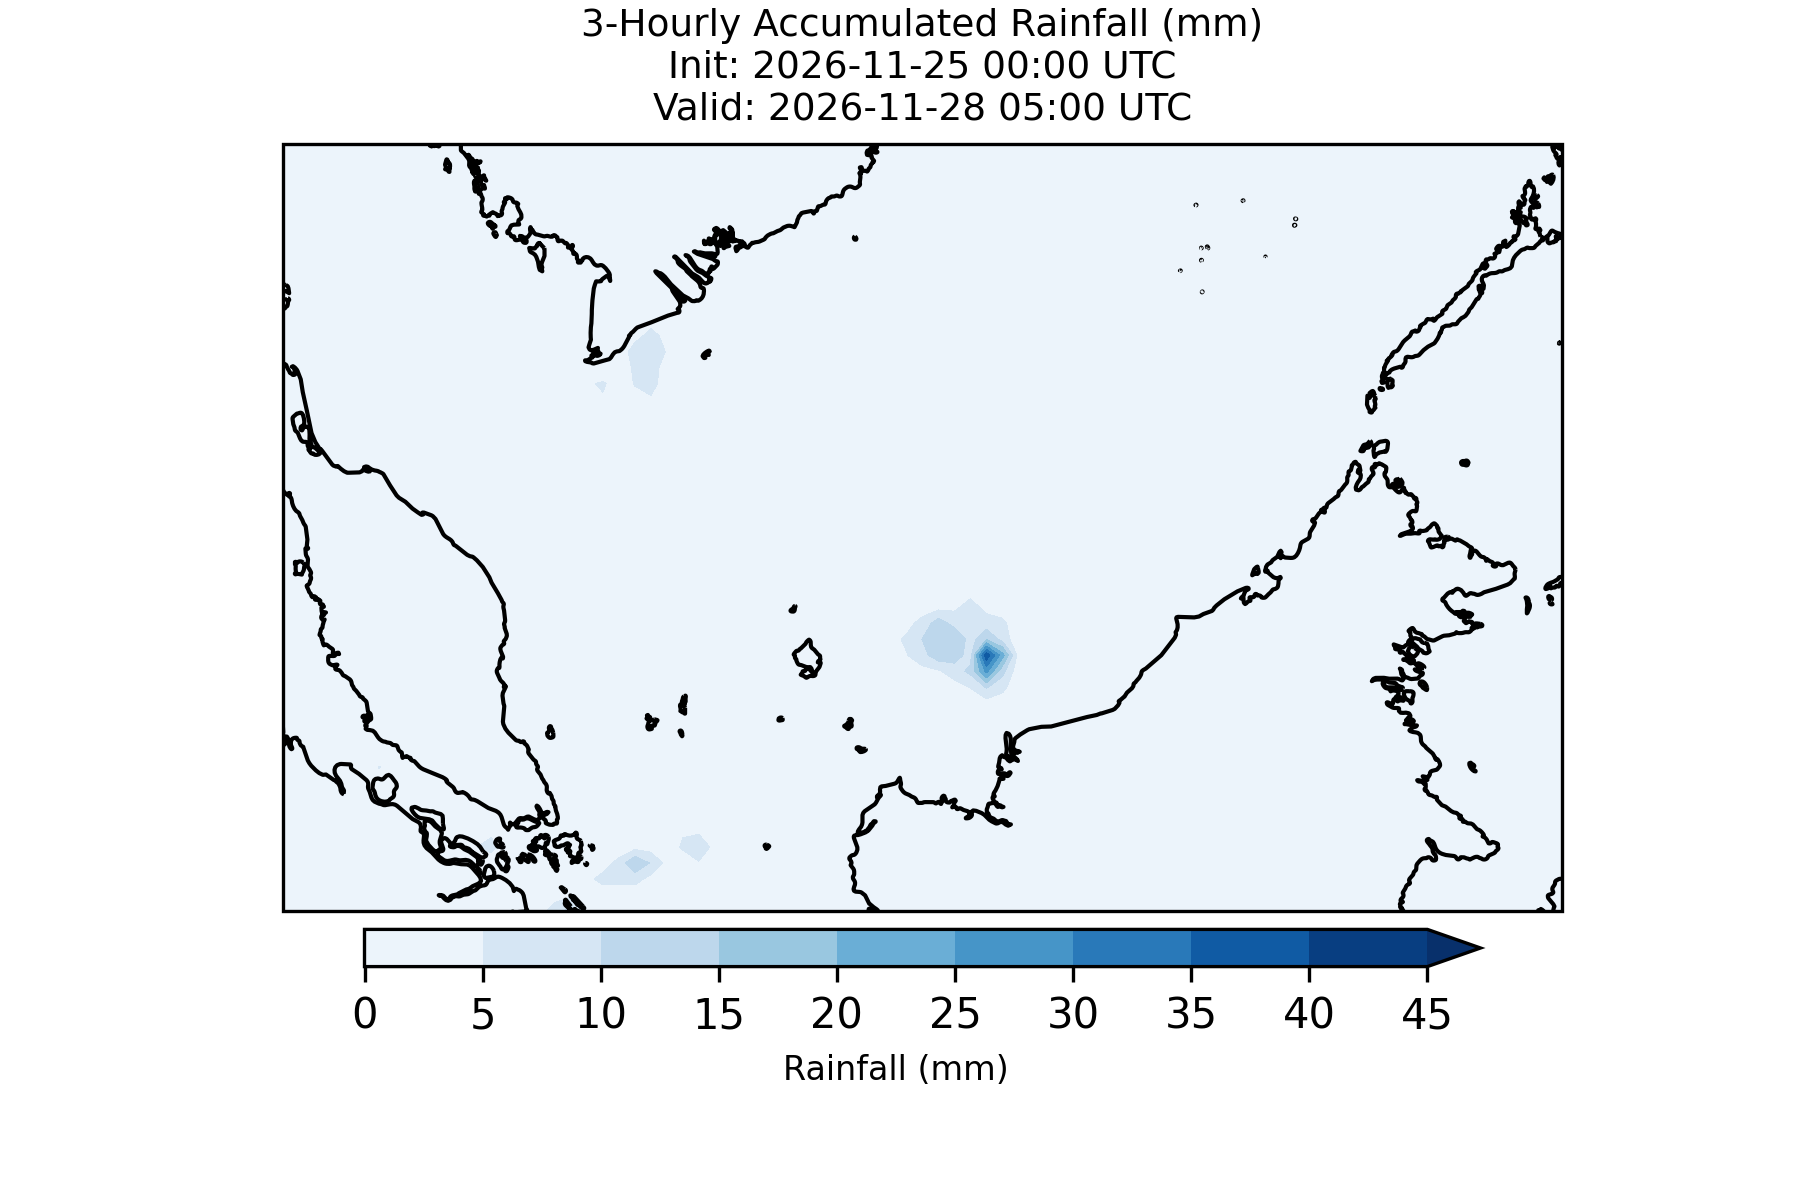 3-Hourly Accumulated Rainfall (mm)
Init: 2026-11-25 00:00 UTC
Valid: 2026-11-28 05:00 UTC
0 5 10 15 20 25 30 35 40 45
Rainfall (mm)